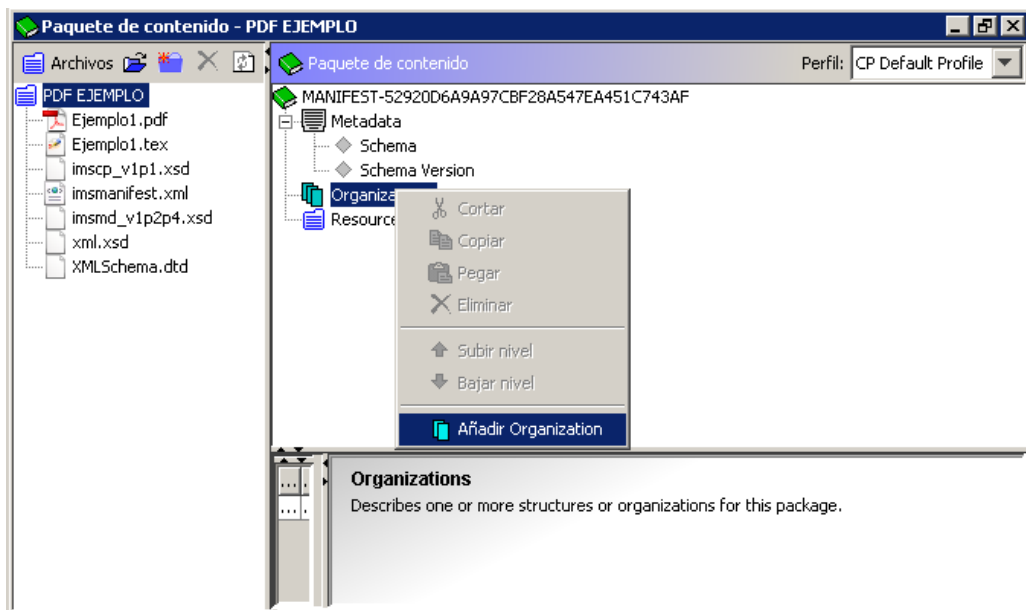 Paquete de contenido - PDF EJEMPLO
Archivos
Paquete de contenido
Perfil: CP Default Profile
PDF EJEMPLO
Ejemplo1.pdf
Ejemplo1.tex
imscp_v1p1.xsd
imsmanifest.xml
imsmd_v1p2p4.xsd
xml.xsd
XMLSchema.dtd
MANIFEST-52920D6A9A97CBF28A547EA451C743AF
Metadata
Schema
Schema Version
Organiza
Resource
Cortar
Copiar
Pegar
Eliminar
Subir nivel
Bajar nivel
Añadir Organization
... .
... .
Organizations
Describes one or more structures or organizations for this package.